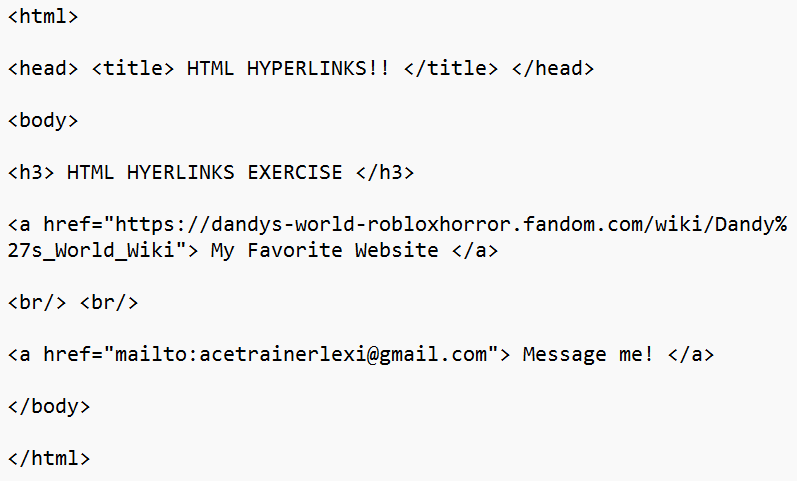 <html>
<head> <title> HTML HYPERLINKS!! </title> </head>
<body>
<h3> HTML HYERLINKS EXERCISE </h3>
<a href="https://dandys-world-robloxhorror.fandom.com/wiki/Dandy%
27s_World_Wiki"> My Favorite Website </a>
<br/> <br/>
<a href="mailto:acetrainerlexi@gmail.com"> Message me! </a>
</body>
</html>